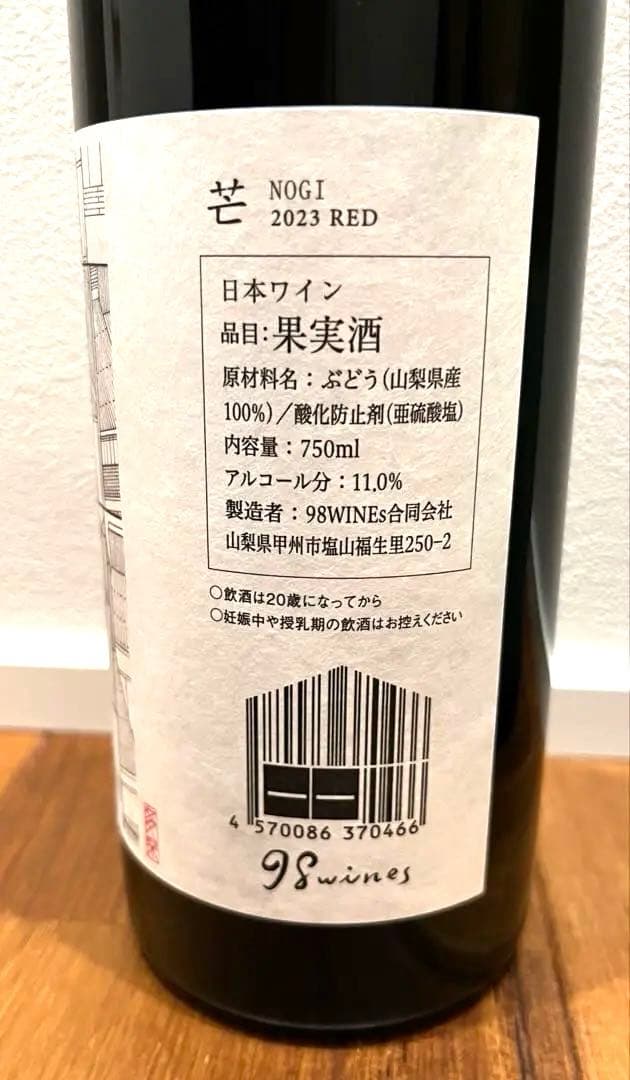 芒 NOGI
2023 RED
日本ワイン
品目:果実酒
原材料名：ぶどう(山梨県産
100%)／酸化防止剤(亜硫酸塩)
内容量：750ml
アルコール分：11.0%
製造者：98WINEs合同会社
山梨県甲州市塩山福生里250-2
○飲酒は20歳になってから
○妊娠中や授乳期の飲酒はお控えください
4 570086 370466
98wines